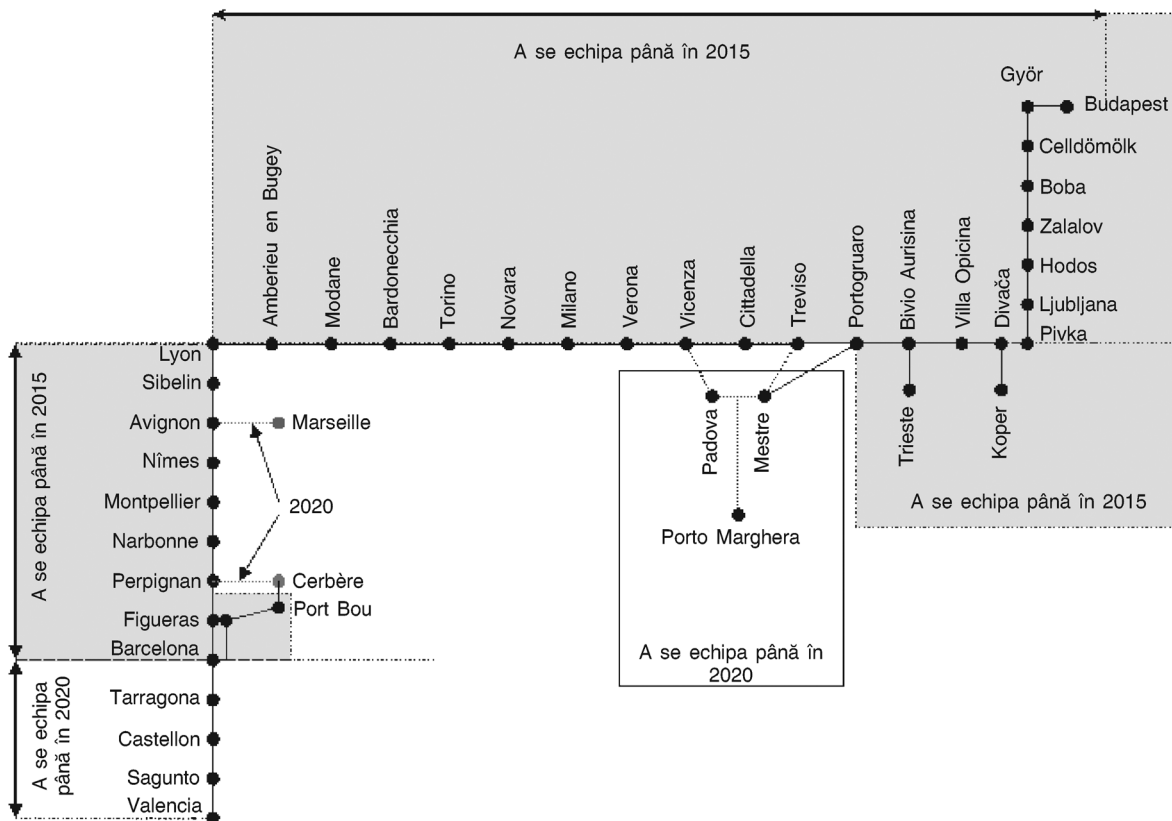 A se echipa până în 2015
Györ
Budapest
Celldömölk
Boba
Zalalov
Hodos
Ljubljana
Pivka
Amberieu en Bugey
Modane
Bardonecchia
Torino
Novara
Milano
Verona
Vicenza
Cittadella
Treviso
Portogruaro
Bivio Aurisina
Villa Opicina
Divača
Lyon
Sibelin
Avignon
Marseille
Nîmes
Montpellier
2020
Narbonne
Perpignan
Cerbère
Port Bou
Figueras
Barcelona
Tarragona
Castellon
Sagunto
Valencia
A se echipa până în 2015
A se echipa
până în 2020
Padova
Mestre
Porto Marghera
A se echipa până în
2020
Trieste
Koper
A se echipa până în 2015